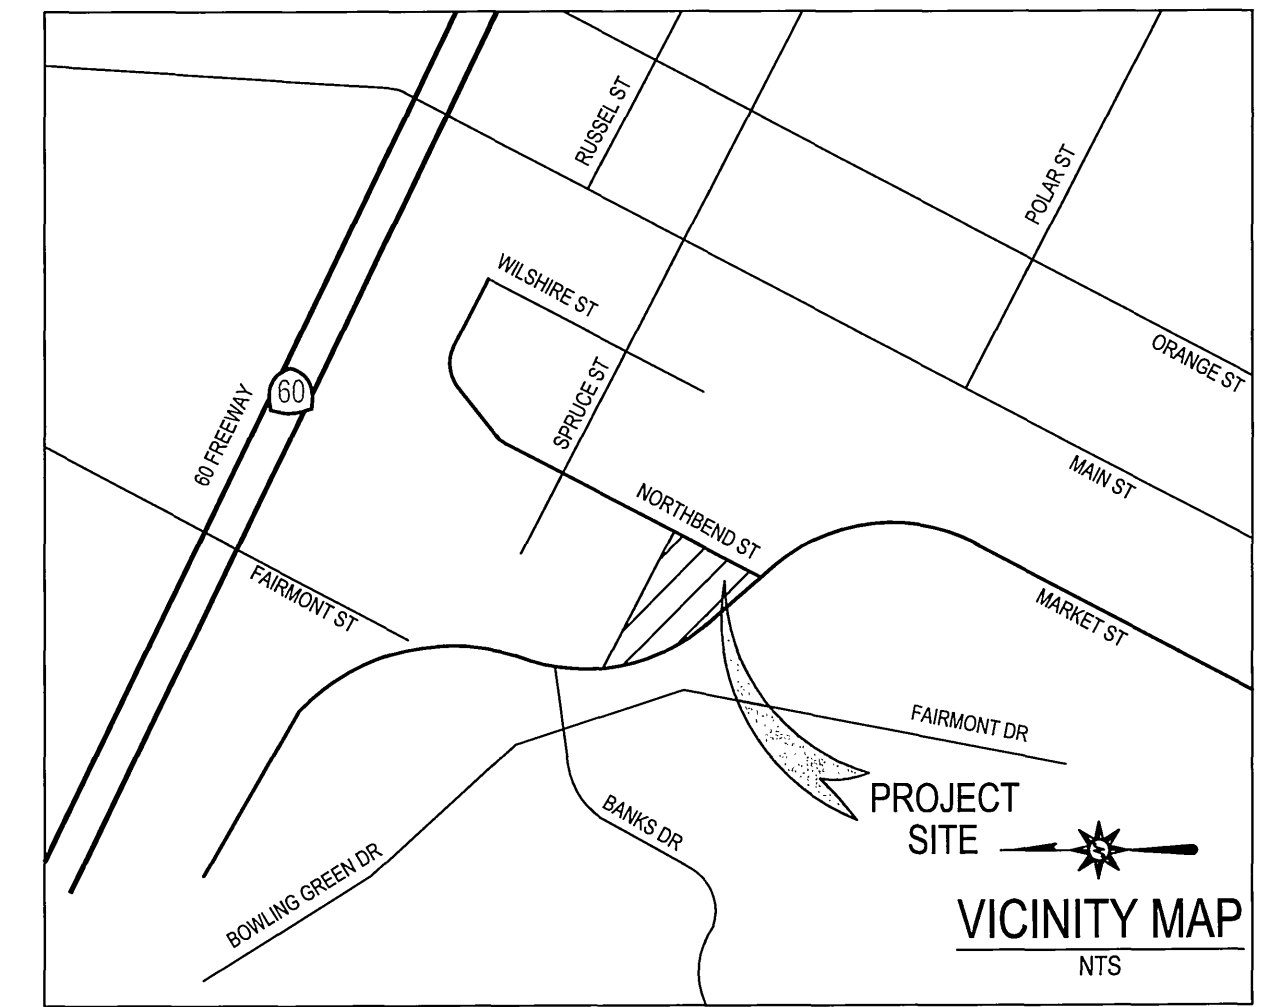 RUSSEL ST
POLAR ST
WILSHIRE ST
ORANGE ST
60
60 FREEWAY
SPRUCE ST
MAIN ST
NORTHBEND ST
FAIRMONT ST
MARKET ST
FAIRMONT DR
PROJECT
SITE
BANKS DR
BOWLING GREEN DR
VICINITY MAP
NTS